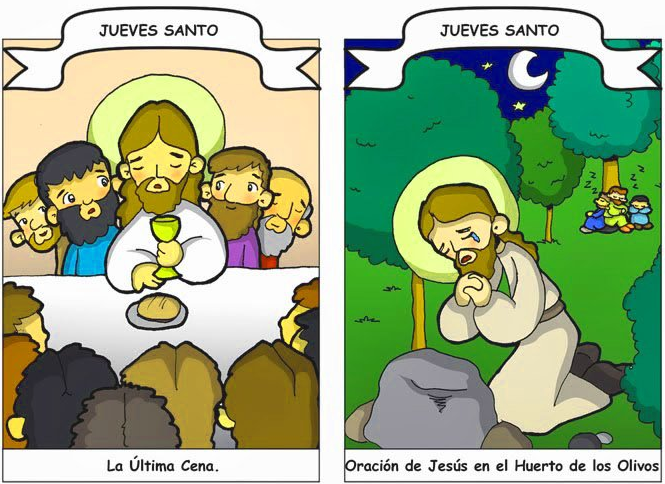 JUEVES SANTO
La Última Cena.
JUEVES SANTO
z z z z z z
Oración de Jesús en el Huerto de los Olivos